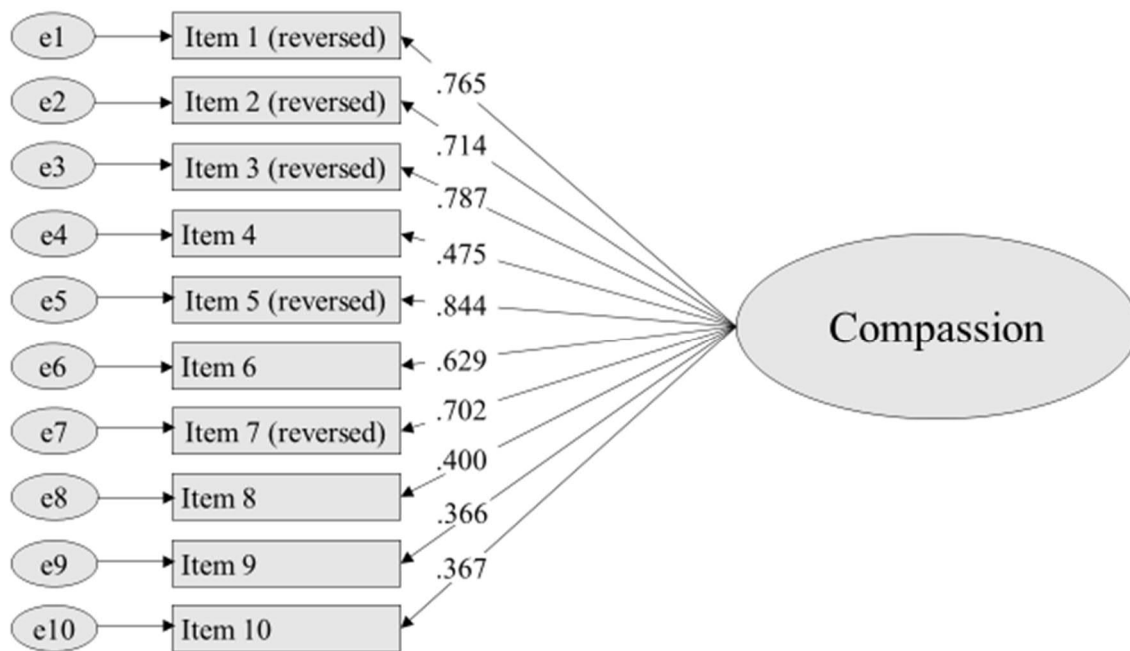 e1 Item 1 (reversed)
.765
e2 Item 2 (reversed)
.714
e3 Item 3 (reversed)
.787
e4 Item 4
.475
e5 Item 5 (reversed)
.844
Compassion
e6 Item 6
.629
e7 Item 7 (reversed)
.702
e8 Item 8
.400
e9 Item 9
.366
e10 Item 10
.367